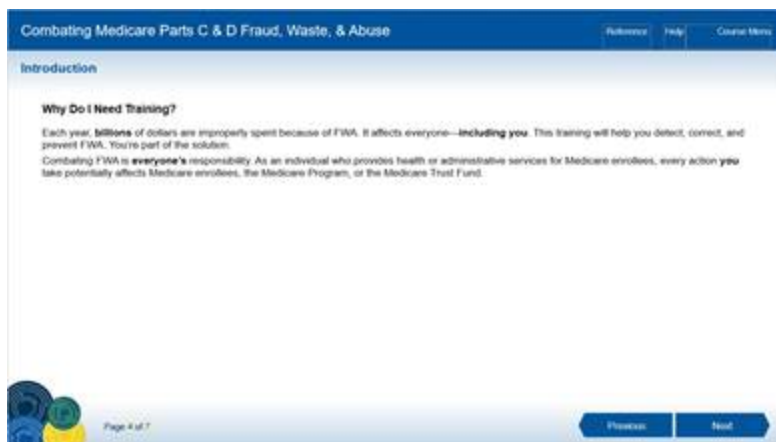 Combating Medicare Parts C & D Fraud, Waste, & Abuse
Reference Help Course Menu
Introduction
Why Do I Need Training?
Each year, billions of dollars are improperly spent because of FWA. It affects everyone—including you. This training will help you detect, correct, and
prevent FWA. You're part of the solution.
Combating FWA is everyone's responsibility. As an individual who provides health or administrative services for Medicare enrollees, every action you
take potentially affects Medicare enrollees, the Medicare Program, or the Medicare Trust Fund.
Page 4 of 7
Previous Next